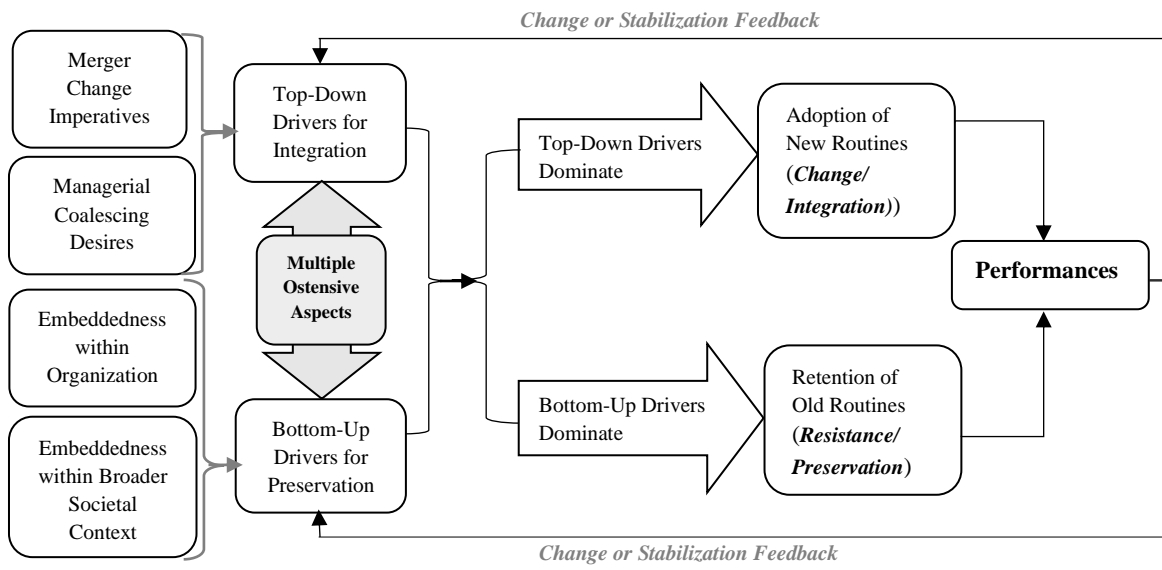 Change or Stabilization Feedback
Merger
Change
Imperatives
Managerial
Coalescing
Desires
Embeddedness
within
Organization
Embeddedness
within Broader
Societal
Context
Top-Down
Drivers for
Integration
Multiple
Ostensive
Aspects
Bottom-Up
Drivers for
Preservation
Top-Down Drivers
Dominate
Adoption of
New Routines
(Change/
Integration))
Bottom-Up Drivers
Dominate
Retention of
Old Routines
(Resistance/
Preservation)
Performances
Change or Stabilization Feedback